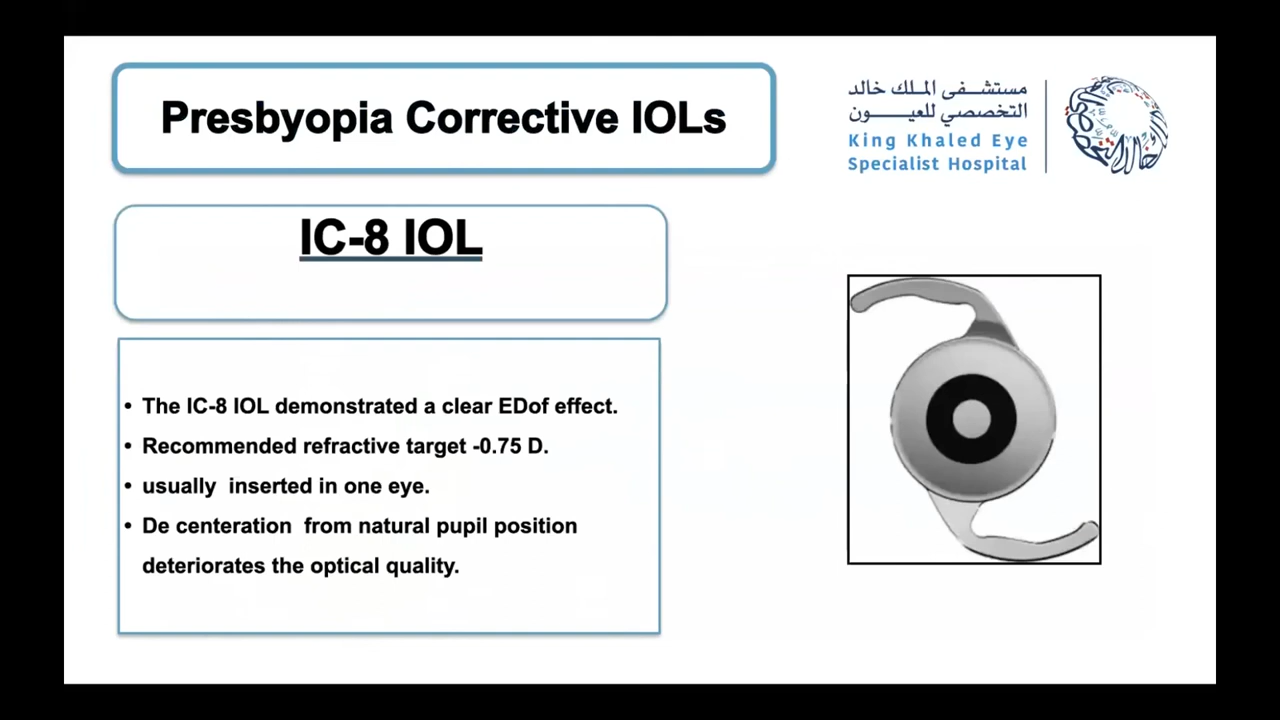 Presbyopia Corrective IOLs
مستشفى الملك خالد
التخصصي للعيون
King Khaled Eye
Specialist Hospital
IC-8 IOL
• The IC-8 IOL demonstrated a clear EDof effect.
• Recommended refractive target -0.75 D.
• usually  inserted in one eye.
• De centeration  from natural pupil position
deteriorates the optical quality.